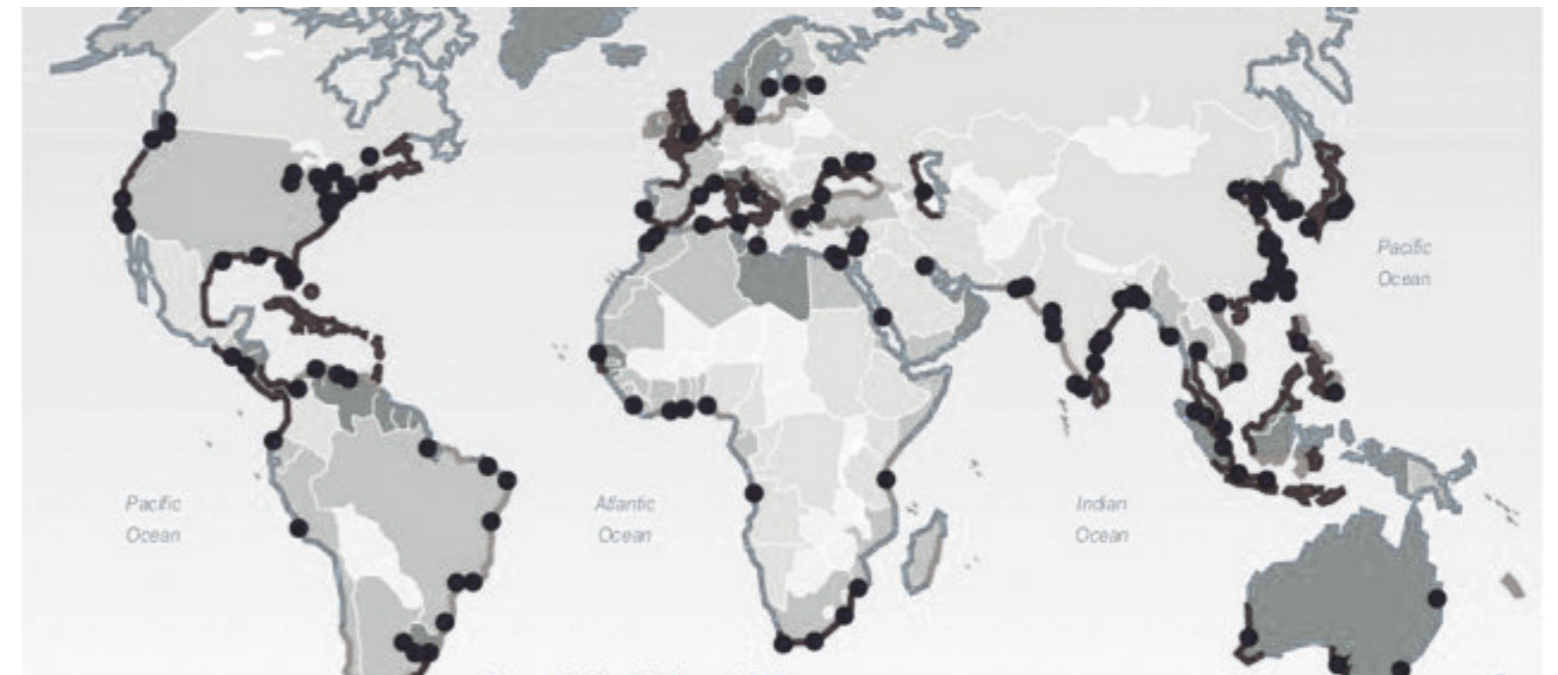 Pacific
Ocean
Pacific
Ocean
Atlantic
Ocean
Indian
Ocean